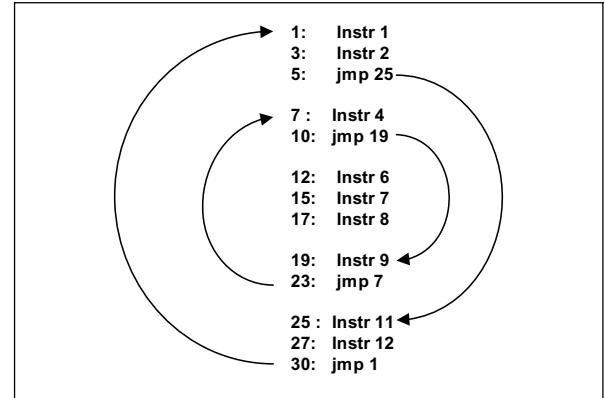 1: Instr 1
3: Instr 2
5: jmp 25
7 : Instr 4
10: jmp 19
12: Instr 6
15: Instr 7
17: Instr 8
19: Instr 9
23: jmp 7
25 : Instr 11
27: Instr 12
30: jmp 1